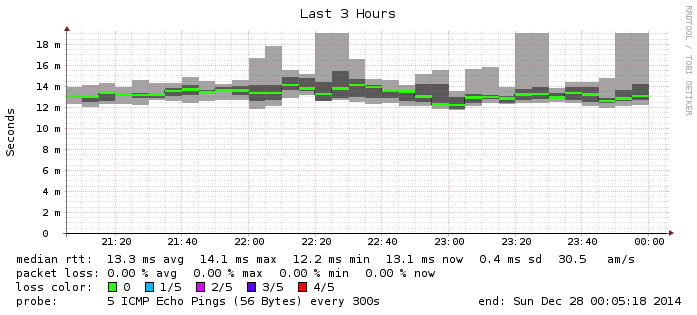 Last 3 Hours
RRDTOOL / TOBI OETIKER
Seconds
18 m
16 m
14 m
12 m
10 m
8 m
6 m
4 m
2 m
0
21:20 21:40 22:00 22:20 22:40 23:00 23:20 23:40 00:00
median rtt: 13.3 ms avg 14.1 ms max 12.2 ms min 13.1 ms now 0.4 ms sd 30.5 am/s
packet loss: 0.00 % avg 0.00 % max 0.00 % min 0.00 % now
loss color: 0 1/5 2/5 3/5 4/5
probe: 5 ICMP Echo Pings (56 Bytes) every 300s end: Sun Dec 28 00:05:18 2014